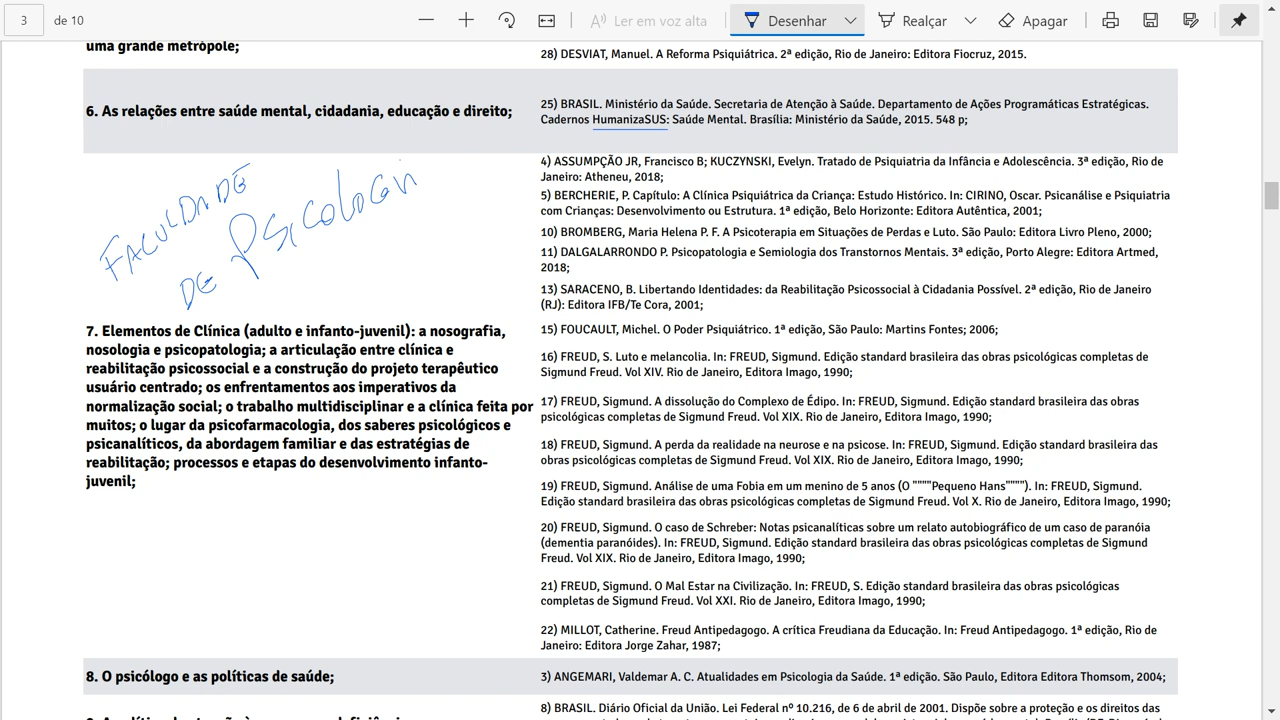 3 de 10 Ler em voz alta Desenhar Realçar Apagar
uma grande metrópole;
28) DESVIAT, Manuel. A Reforma Psiquiátrica. 2ª edição, Rio de Janeiro: Editora Fiocruz, 2015.
6. As relações entre saúde mental, cidadania, educação e direito;
25) BRASIL. Ministério da Saúde. Secretaria de Atenção à Saúde. Departamento de Ações Programáticas Estratégicas.
Cadernos HumanizaSUS: Saúde Mental. Brasília: Ministério da Saúde, 2015. 548 p;
FACULDADE
DE PSICOLOGIA
7. Elementos de Clínica (adulto e infanto-juvenil): a nosografia,
nosologia e psicopatologia; a articulação entre clínica e
reabilitação psicossocial e a construção do projeto terapêutico
usuário centrado; os enfrentamentos aos imperativos da
normalização social; o trabalho multidisciplinar e a clínica feita por
muitos; o lugar da psicofarmacologia, dos saberes psicológicos e
psicanalíticos, da abordagem familiar e das estratégias de
reabilitação; processos e etapas do desenvolvimento infanto-
juvenil;
4) ASSUMPÇÃO JR, Francisco B; KUCZYNSKI, Evelyn. Tratado de Psiquiatria da Infância e Adolescência. 3ª edição, Rio de
Janeiro: Atheneu, 2018;
5) BERCHERIE, P. Capítulo: A Clínica Psiquiátrica da Criança: Estudo Histórico. In: CIRINO, Oscar. Psicanálise e Psiquiatria
com Crianças: Desenvolvimento ou Estrutura. 1ª edição, Belo Horizonte: Editora Autêntica, 2001;
10) BROMBERG, Maria Helena P. F. A Psicoterapia em Situações de Perdas e Luto. São Paulo: Editora Livro Pleno, 2000;
11) DALGALARRONDO P. Psicopatologia e Semiologia dos Transtornos Mentais. 3ª edição, Porto Alegre: Editora Artmed,
2018;
13) SARACENO, B. Libertando Identidades: da Reabilitação Psicossocial à Cidadania Possível. 2ª edição, Rio de Janeiro
(RJ): Editora IFB/Te Cora, 2001;
15) FOUCAULT, Michel. O Poder Psiquiátrico. 1ª edição, São Paulo: Martins Fontes; 2006;
16) FREUD, S. Luto e melancolia. In: FREUD, Sigmund. Edição standard brasileira das obras psicológicas completas de
Sigmund Freud. Vol XIV. Rio de Janeiro, Editora Imago, 1990;
17) FREUD, Sigmund. A dissolução do Complexo de Édipo. In: FREUD, Sigmund. Edição standard brasileira das obras
psicológicas completas de Sigmund Freud. Vol XIX. Rio de Janeiro, Editora Imago, 1990;
18) FREUD, Sigmund. A perda da realidade na neurose e na psicose. In: FREUD, Sigmund. Edição standard brasileira das
obras psicológicas completas de Sigmund Freud. Vol XIX. Rio de Janeiro, Editora Imago, 1990;
19) FREUD, Sigmund. Análise de uma Fobia em um menino de 5 anos (O """"Pequeno Hans""""). In: FREUD, Sigmund.
Edição standard brasileira das obras psicológicas completas de Sigmund Freud. Vol X. Rio de Janeiro, Editora Imago, 1990;
20) FREUD, Sigmund. O caso de Schreber: Notas psicanalíticas sobre um relato autobiográfico de um caso de paranóia
(dementia paranóides). In: FREUD, Sigmund. Edição standard brasileira das obras psicológicas completas de Sigmund
Freud. Vol XIX. Rio de Janeiro, Editora Imago, 1990;
21) FREUD, Sigmund. O Mal Estar na Civilização. In: FREUD, S. Edição standard brasileira das obras psicológicas
completas de Sigmund Freud. Vol XXI. Rio de Janeiro, Editora Imago, 1990;
22) MILLOT, Catherine. Freud Antipedagogo. A crítica Freudiana da Educação. In: Freud Antipedagogo. 1ª edição, Rio de
Janeiro: Editora Jorge Zahar, 1987;
8. O psicólogo e as políticas de saúde;
3) ANGEMARI, Valdemar A. C. Atualidades em Psicologia da Saúde. 1ª edição. São Paulo, Editora Editora Thomsom, 2004;
8) BRASIL. Diário Oficial da União. Lei Federal nº 10.216, de 6 de abril de 2001. Dispõe sobre a proteção e os direitos das